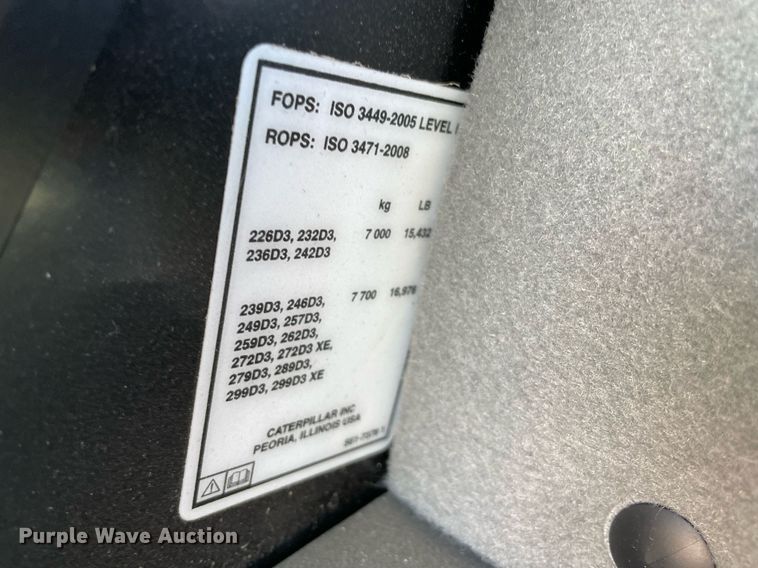 FOPS: ISO 3449-2005 LEVEL I
ROPS: ISO 3471-2008
kg LB
226D3, 232D3, 7 000 15,432
236D3, 242D3
239D3, 246D3, 7 700 16,976
249D3, 257D3,
259D3, 262D3,
272D3, 272D3 XE,
279D3, 289D3,
299D3, 299D3 XE
CATERPILLAR INC
PEORIA, ILLINOIS USA
Purple Wave Auction